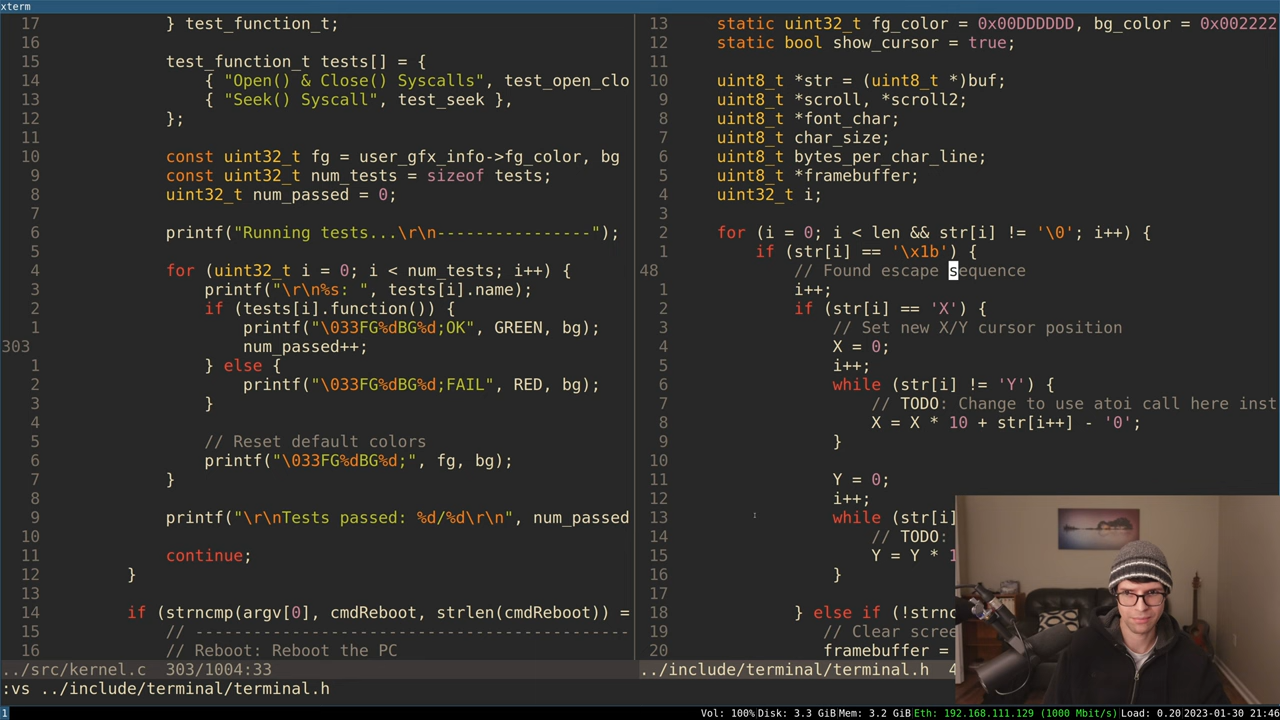 xterm
17 } test_function_t;
16
15 test_function_t tests[] = {
14 { "Open() & Close() Syscalls", test_open_clo
13 { "Seek() Syscall", test_seek },
12 };
11
10 const uint32_t fg = user_gfx_info->fg_color, bg
9 const uint32_t num_tests = sizeof tests;
8 uint32_t num_passed = 0;
7
6 printf("Running tests...\r\n----------------");
5
4 for (uint32_t i = 0; i < num_tests; i++) {
3 printf("\r\n%s: ", tests[i].name);
2 if (tests[i].function()) {
1 printf("\033FG%dBG%d;OK", GREEN, bg);
303 num_passed++;
1 } else {
2 printf("\033FG%dBG%d;FAIL", RED, bg);
3 }
4
5 // Reset default colors
6 printf("\033FG%dBG%d;", fg, bg);
7 }
8
9 printf("\r\nTests passed: %d/%d\r\n", num_passed
10
11 continue;
12 }
13
14 if (strncmp(argv[0], cmdReboot, strlen(cmdReboot)) =
15 // ---------------------------------------------
16 // Reboot: Reboot the PC
../src/kernel.c 303/1004:33
13 static uint32_t fg_color = 0x00DDDDDD, bg_color = 0x002222
12 static bool show_cursor = true;
11
10 uint8_t *str = (uint8_t *)buf;
9 uint8_t *scroll, *scroll2;
8 uint8_t *font_char;
7 uint8_t char_size;
6 uint8_t bytes_per_char_line;
5 uint8_t *framebuffer;
4 uint32_t i;
3
2 for (i = 0; i < len && str[i] != '\0'; i++) {
1 if (str[i] == '\x1b') {
48 // Found escape sequence
1 i++;
2 if (str[i] == 'X') {
3 // Set new X/Y cursor position
4 X = 0;
5 i++;
6 while (str[i] != 'Y') {
7 // TODO: Change to use atoi call here inst
8 X = X * 10 + str[i++] - '0';
9 }
10
11 Y = 0;
12 i++;
13 while (str[i]
14 // TODO:
15 Y = Y *
16 }
17
18 } else if (!strnc
19 // Clear scree
20 framebuffer =
../include/terminal/terminal.h 4
:vs ../include/terminal/terminal.h
1 Vol: 100% Disk: 3.3 GiB Mem: 3.2 GiB Eth: 192.168.111.129 (1000 Mbit/s) Load: 0.20 2023-01-30 21:46